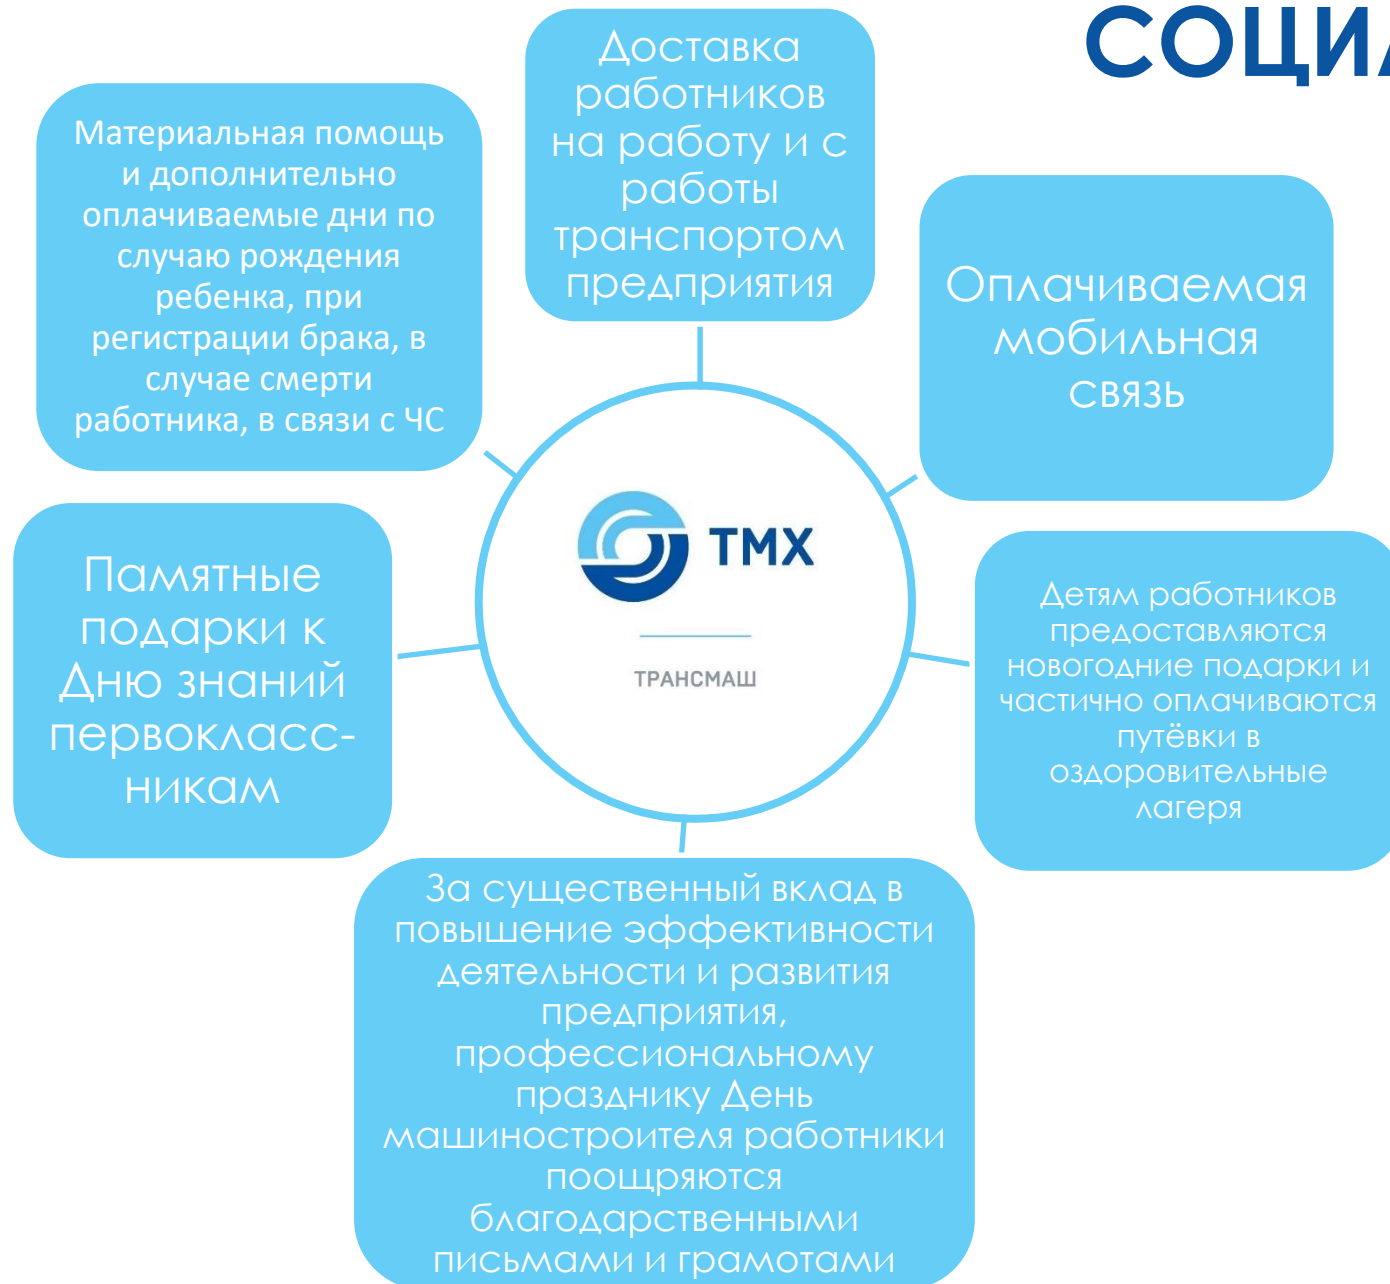 СОЦИА
Доставка
работников
на работу и с
работы
транспортом
предприятия
Материальная помощь
и дополнительно
оплачиваемые дни по
случаю рождения
ребенка, при
регистрации брака, в
случае смерти
работника, в связи с ЧС
Оплачиваемая
мобильная
связь
ТМХ
ТРАНСМАШ
Памятные
подарки к
Дню знаний
первокласс-
никам
Детям работников
предоставляются
новогодние подарки и
частично оплачиваются
путёвки в
оздоровительные
лагеря
За существенный вклад в
повышение эффективности
деятельности и развития
предприятия,
профессиональному
празднику День
машиностроителя работники
поощряются
благодарственными
письмами и грамотами